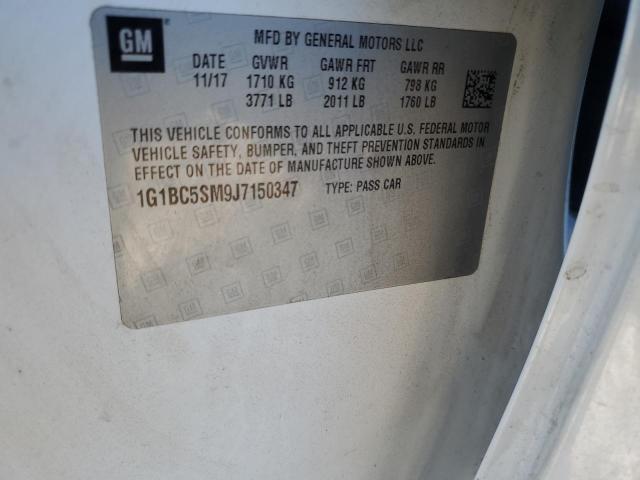 GM
MFD BY GENERAL MOTORS LLC
DATE GVWR GAWR FRT GAWR RR
11/17 1710 KG 912 KG 798 KG
3771 LB 2011 LB 1760 LB
THIS VEHICLE CONFORMS TO ALL APPLICABLE U.S. FEDERAL MOTOR
VEHICLE SAFETY, BUMPER, AND THEFT PREVENTION STANDARDS IN
EFFECT ON THE DATE OF MANUFACTURE SHOWN ABOVE.
1G1BC5SM9J7150347 TYPE: PASS CAR